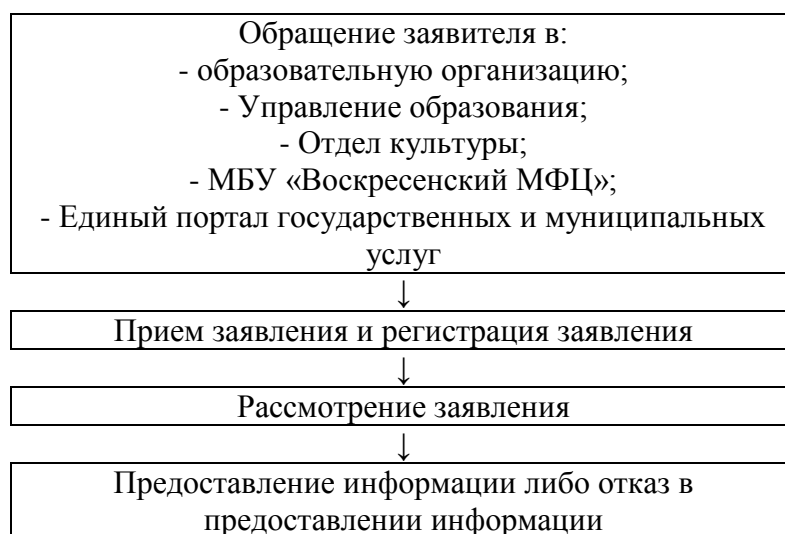 Обращение заявителя в:
- образовательную организацию;
- Управление образования;
- Отдел культуры;
- МБУ «Воскресенский МФЦ»;
- Единый портал государственных и муниципальных
услуг
↓
Прием заявления и регистрация заявления
↓
Рассмотрение заявления
↓
Предоставление информации либо отказ в
предоставлении информации